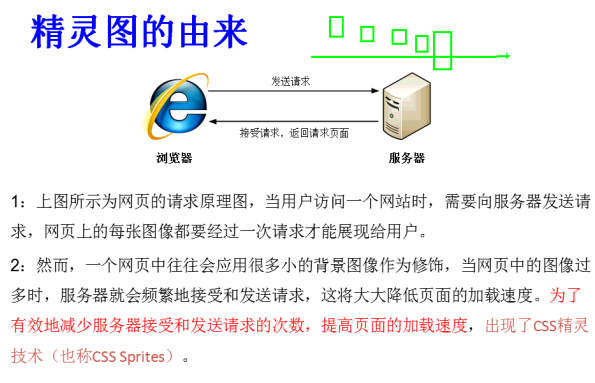 精灵图的由来
发送请求
接受请求，返回请求页面
浏览器
服务器
1：上图所示为网页的请求原理图，当用户访问一个网站时，需要向服务器发送请
求，网页上的每张图像都要经过一次请求才能展现给用户。
2：然而，一个网页中往往会应用很多小的背景图像作为修饰，当网页中的图像过
多时，服务器就会频繁地接受和发送请求，这将大大降低页面的加载速度。为了
有效地减少服务器接受和发送请求的次数，提高页面的加载速度，出现了CSS精灵
技术（也称CSS Sprites）。